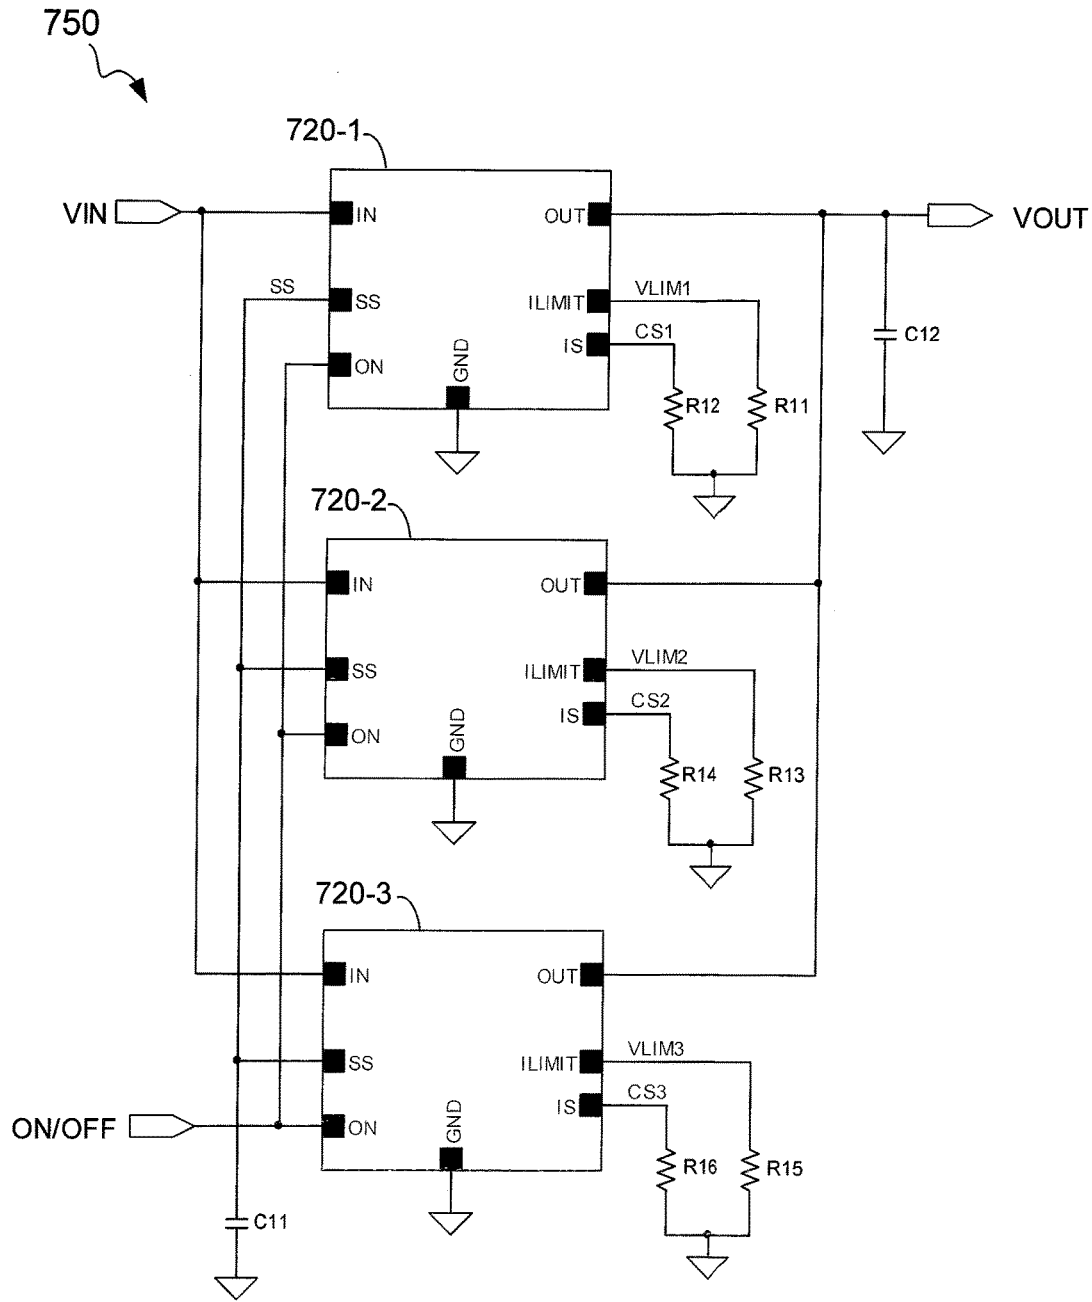 750
720-1
VIN
IN
OUT
VOUT
SS
SS
ILIMIT
VLIM1
IS
CS1
C12
ON
GND
R12
R11
720-2
IN
OUT
SS
ILIMIT
VLIM2
IS
CS2
ON
GND
R14
R13
720-3
IN
OUT
SS
ILIMIT
VLIM3
IS
CS3
ON/OFF
ON
GND
R16
R15
C11